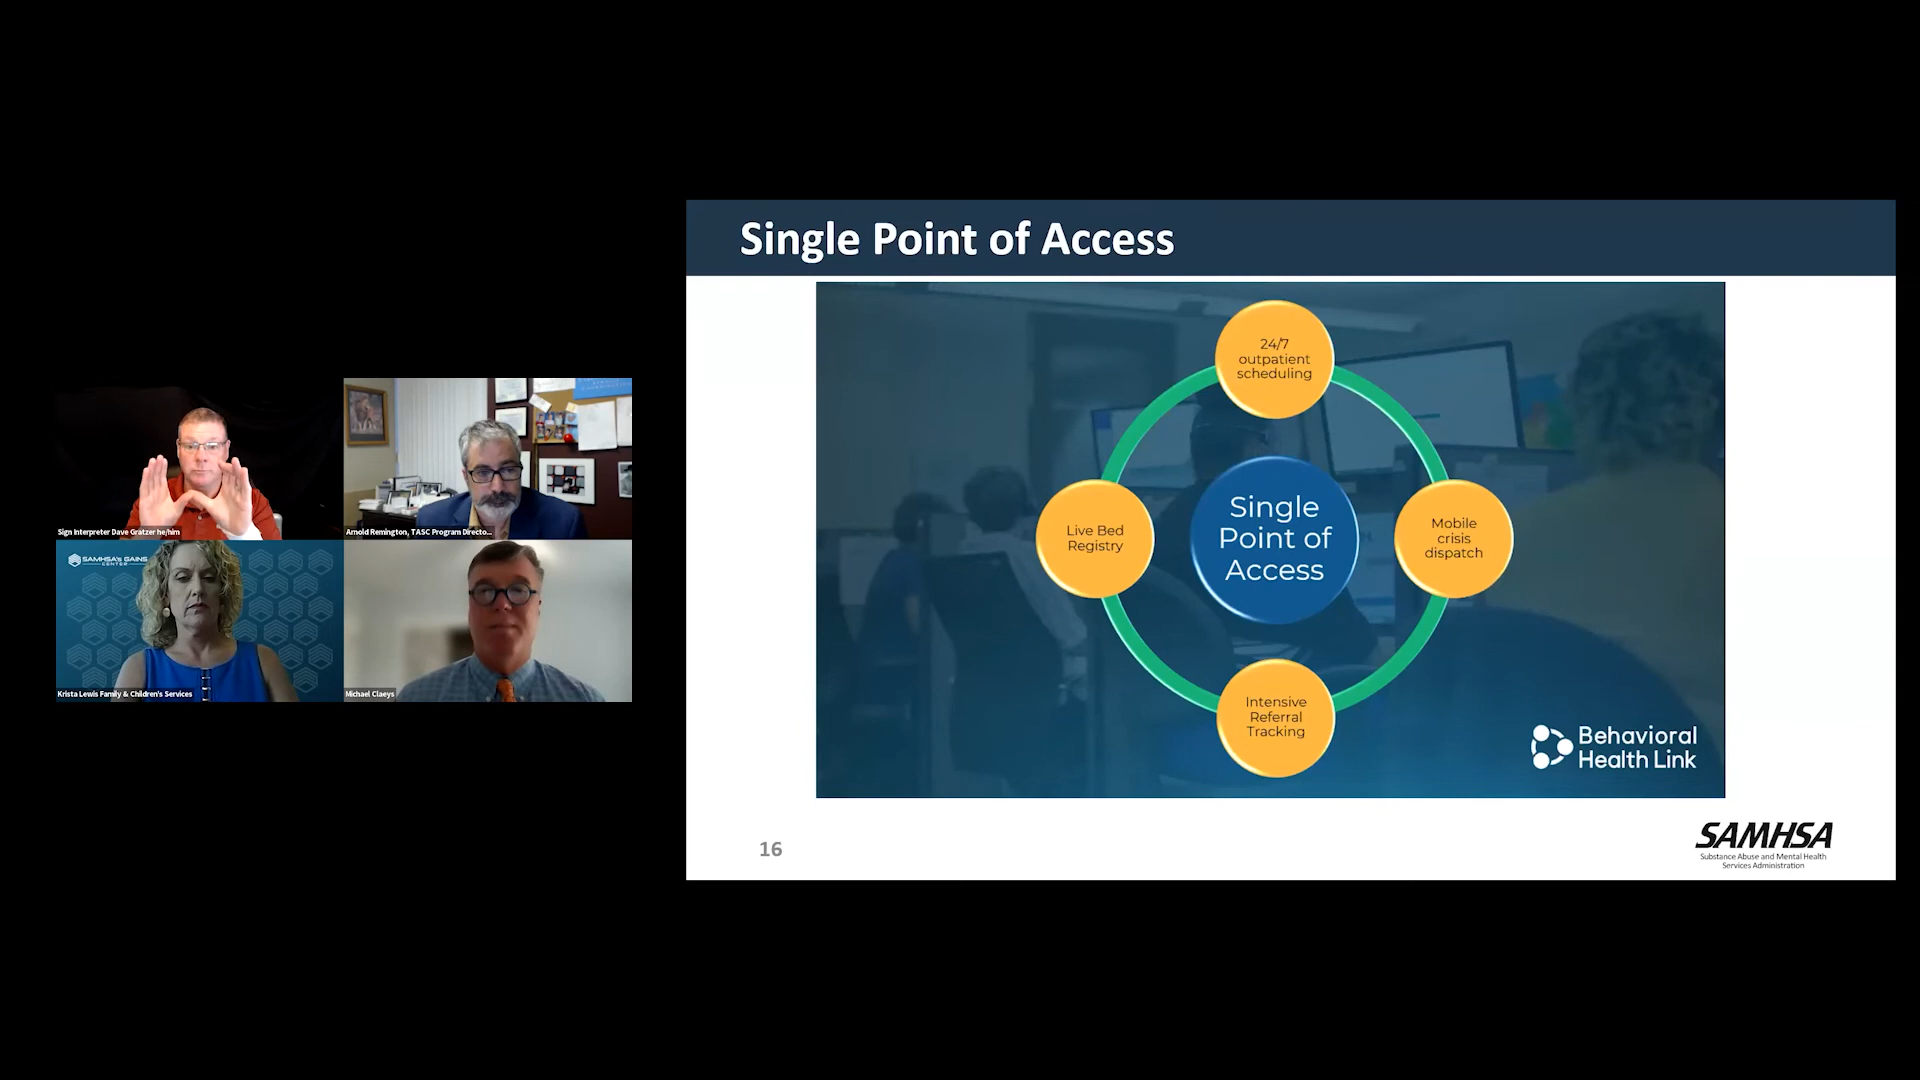 Single Point of Access
24/7
outpatient
scheduling
Live Bed
Registry
Single
Point of
Access
Mobile
crisis
dispatch
Intensive
Referral
Tracking
Behavioral
Health Link
16
SAMHSA
Substance Abuse and Mental Health
Services Administration
Sign Interpreter Dave Gratzer he/him
Arnold Remington, TASC Program Directo...
SAMHSA's GAINS
CENTER
Krista Lewis Family & Children's Services
Michael Claeys